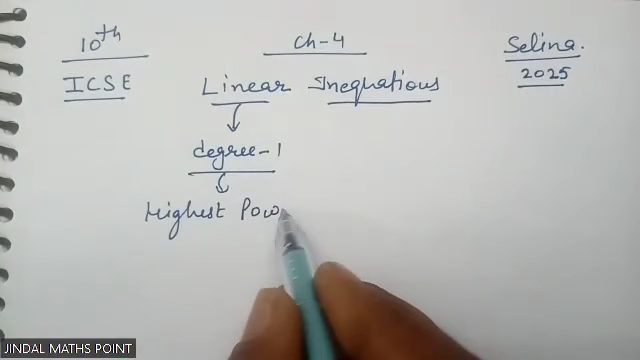 10th
Ch-4
Selina.
ICSE
Linear Inequations
2025
degree-1
Highest Pow
JINDAL MATHS POINT